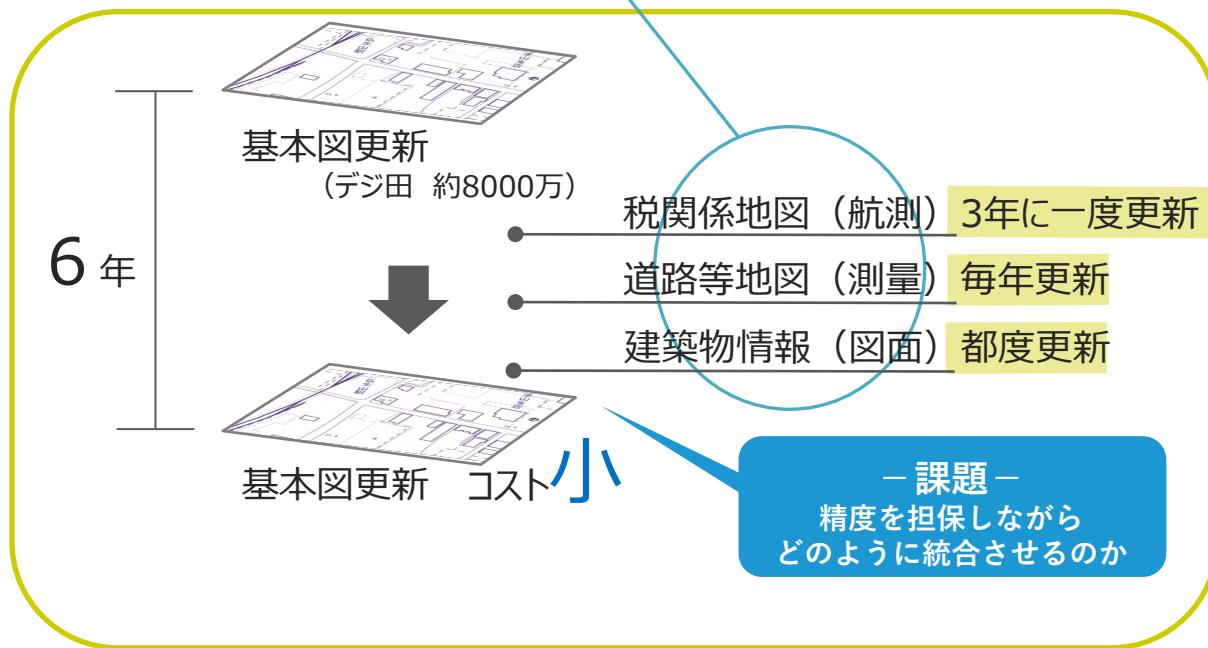 基本図更新
（デジ田 約8000万）
6年
税関係地図（航測）3年に一度更新
道路等地図（測量）毎年更新
建築物情報（図面）都度更新
基本図更新 コスト小
－課題－
精度を担保しながら
どのように統合させるのか